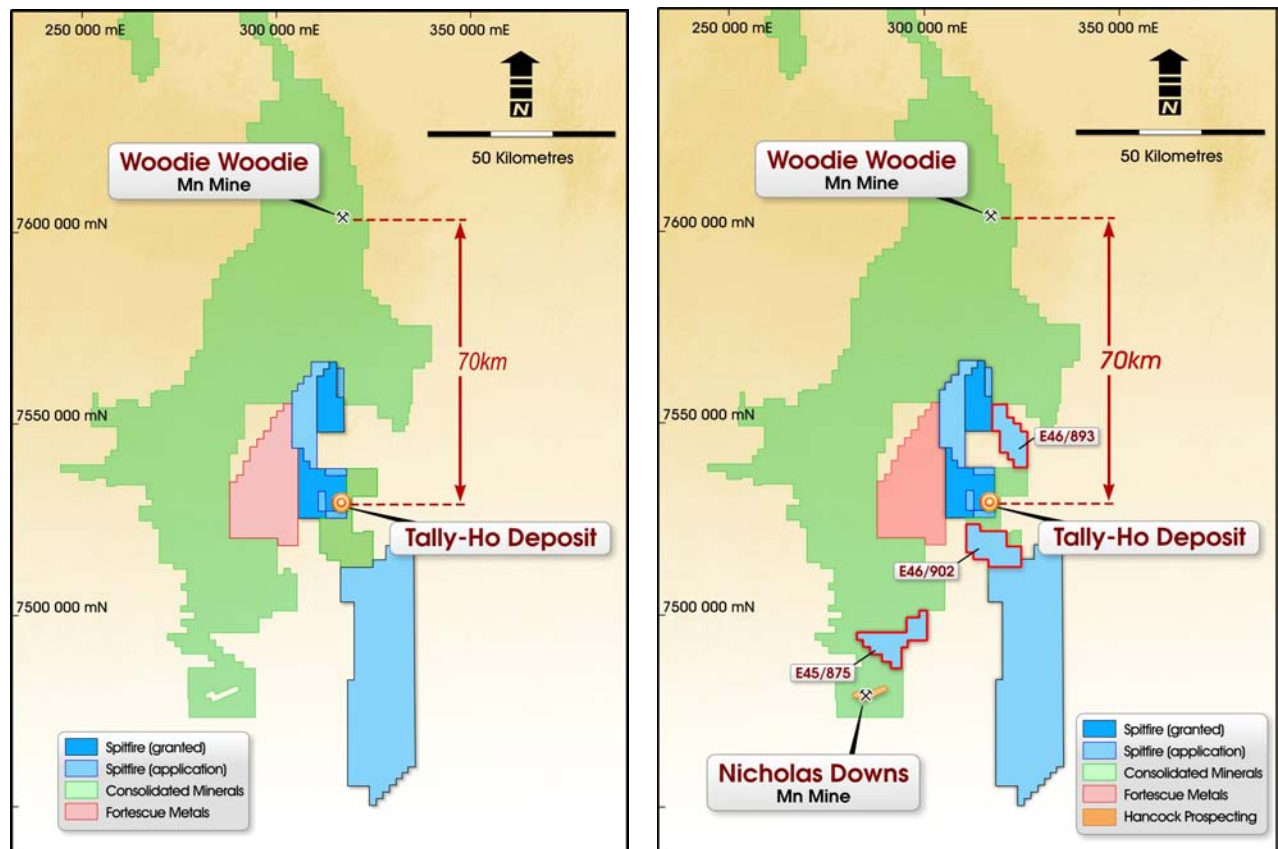 250 000 mE
300 000 mE
350 000 mE
N
50 Kilometres
Woodie Woodie
Mn Mine
7600 000 mN
70km
7550 000 mN
Tally-Ho Deposit
7500 000 mN
Spitfire (granted)
Spitfire (application)
Consolidated Minerals
Fortescue Metals
250 000 mE
300 000 mE
350 000 mE
N
50 Kilometres
Woodie Woodie
Mn Mine
7600 000 mN
70km
7550 000 mN
E46/893
Tally-Ho Deposit
E46/902
7500 000 mN
E45/875
Nicholas Downs
Mn Mine
Spitfire (granted)
Spitfire (application)
Consolidated Minerals
Fortescue Metals
Hancock Prospecting